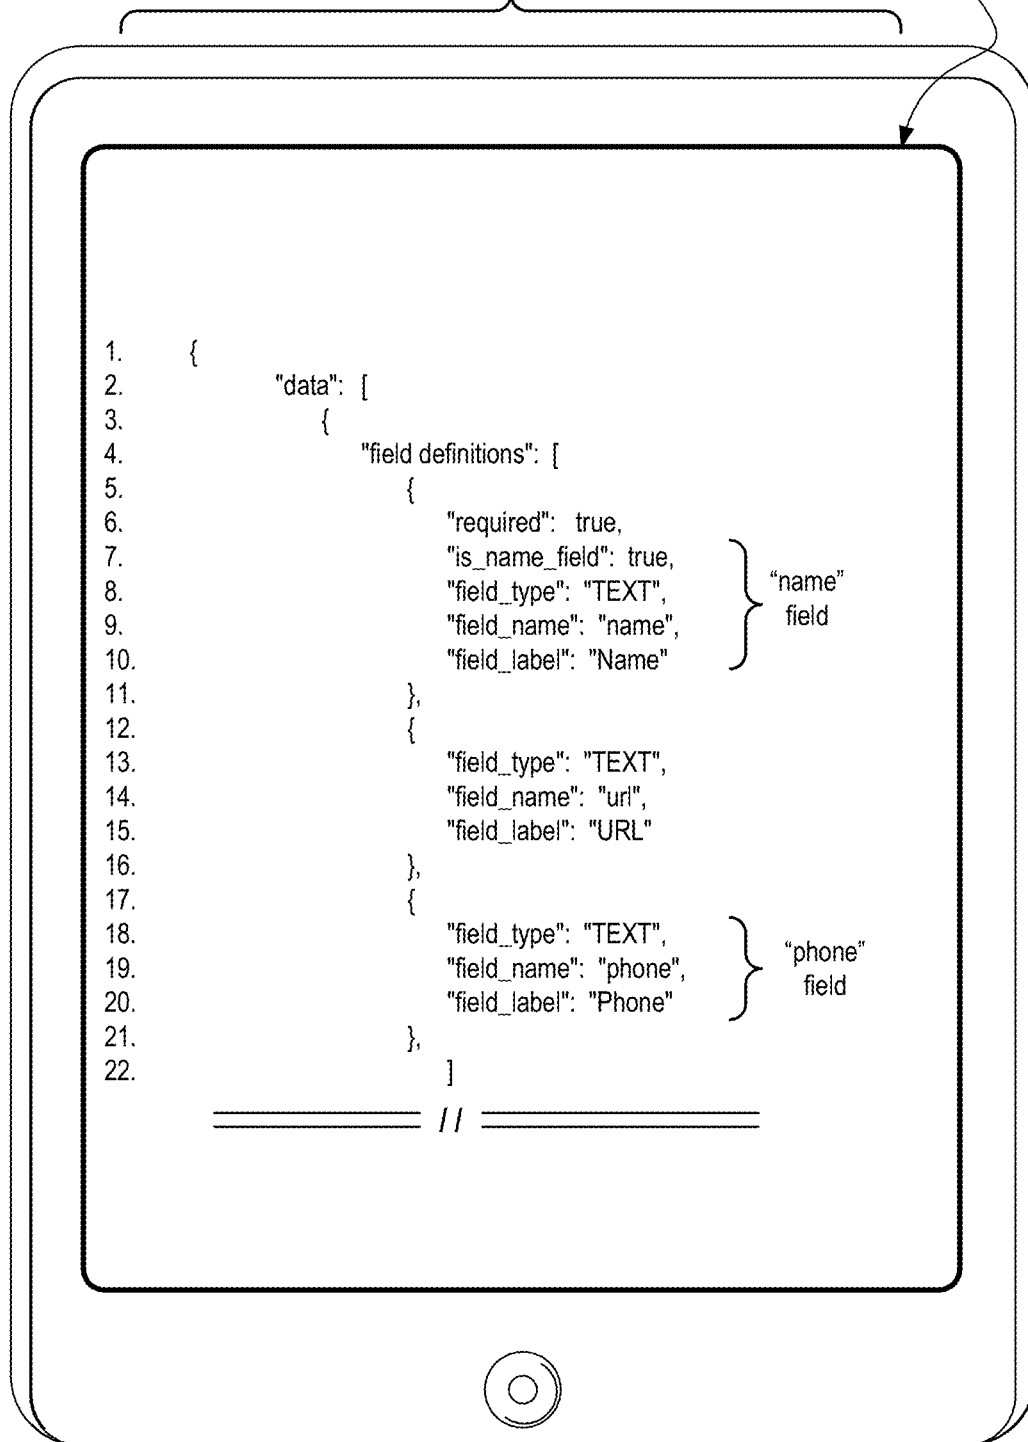 1. {
2. "data": [
3. {
4. "field definitions": [
5. {
6. "required": true,
7. "is_name_field": true,
8. "field_type": "TEXT",
9. "field_name": "name",
10. "field_label": "Name"
11. },
12. {
13. "field_type": "TEXT",
14. "field_name": "url",
15. "field_label": "URL"
16. },
17. {
18. "field_type": "TEXT",
19. "field_name": "phone",
20. "field_label": "Phone"
21. },
22. ]
//
“name”
field
“phone”
field